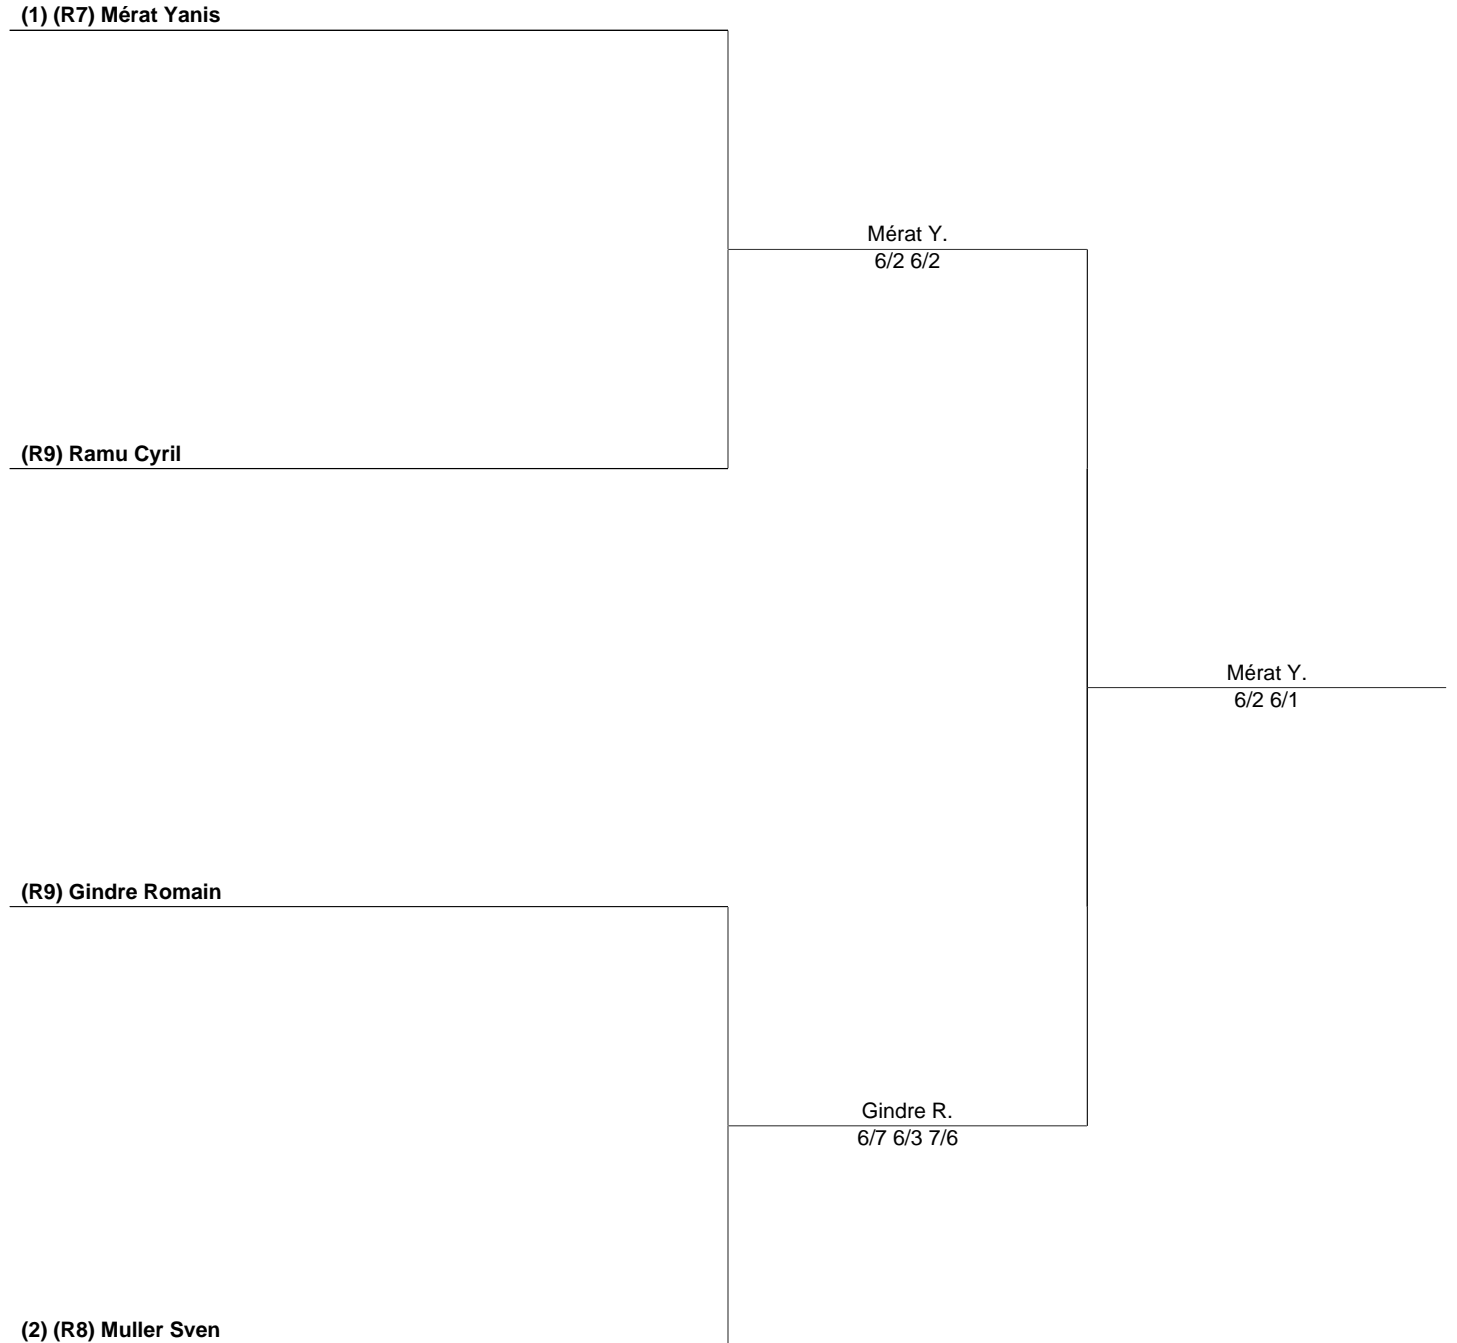 (1) (R7) Mérat Yanis
Mérat Y.
6/2 6/2
(R9) Ramu Cyril
Mérat Y.
6/2 6/1
(R9) Gindre Romain
Gindre R.
6/7 6/3 7/6
(2) (R8) Muller Sven